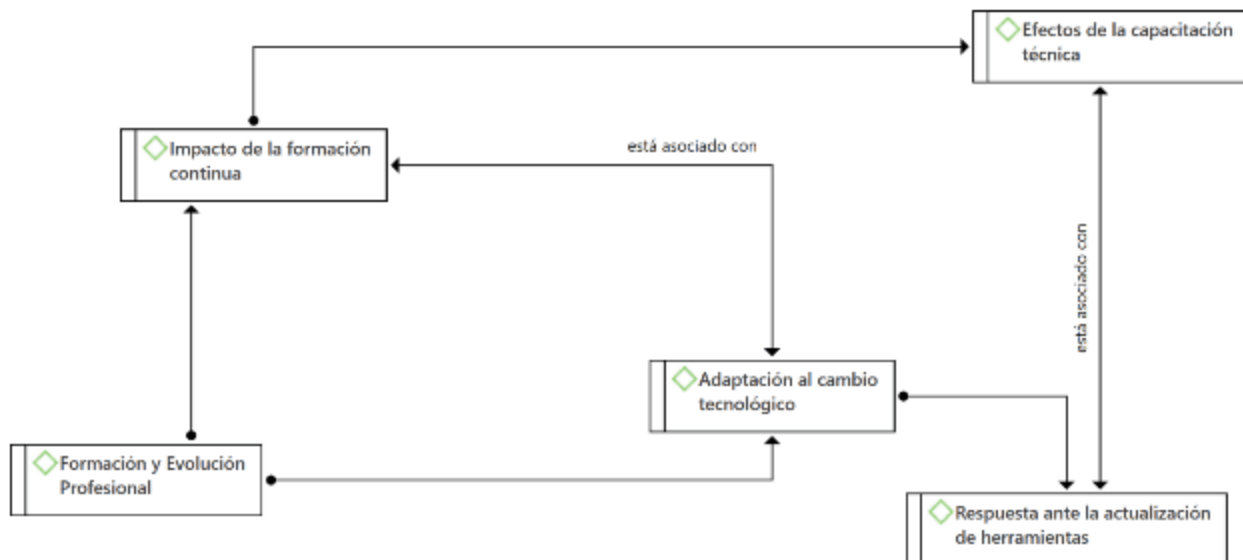 Efectos de la capacitación
técnica
Impacto de la formación
continua
está asociado con
está asociado con
Adaptación al cambio
tecnológico
Formación y Evolución
Profesional
Respuesta ante la actualización
de herramientas